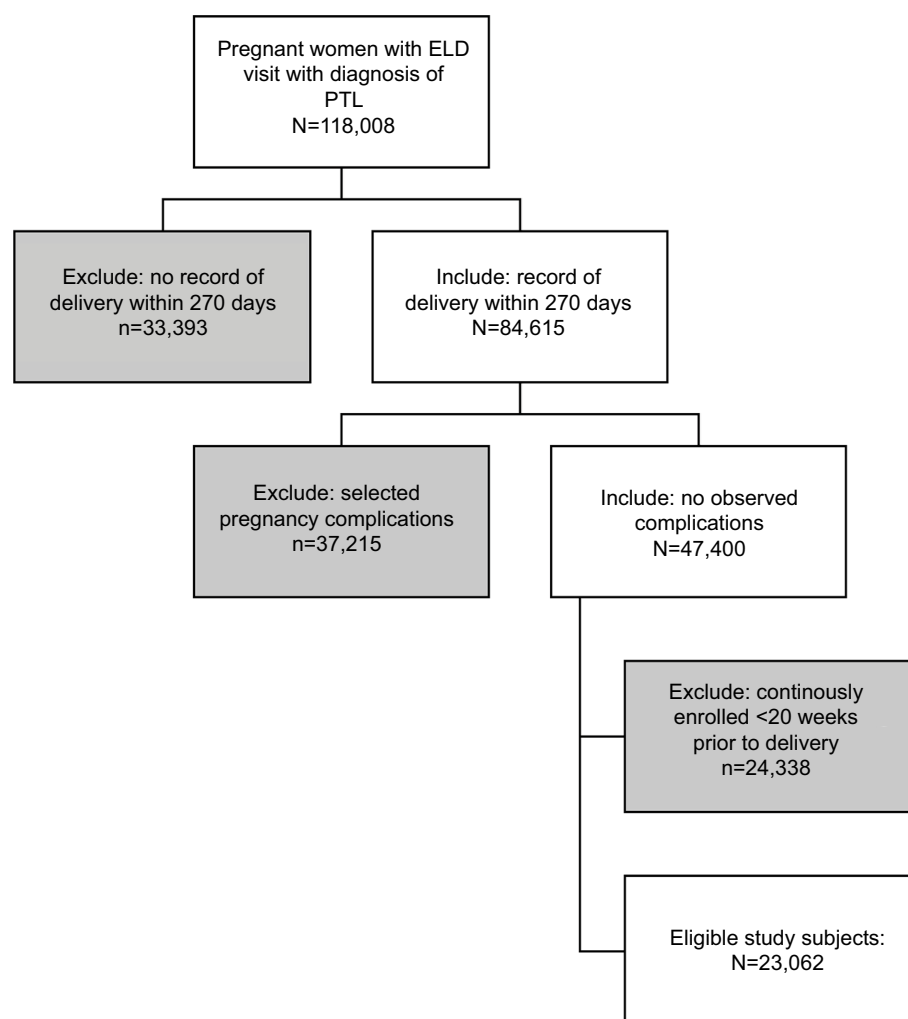 Pregnant women with ELD
visit with diagnosis of
PTL
N=118,008
Exclude: no record of
delivery within 270 days
n=33,393
Include: record of
delivery within 270 days
N=84,615
Exclude: selected
pregnancy complications
n=37,215
Include: no observed
complications
N=47,400
Exclude: continously
enrolled <20 weeks
prior to delivery
n=24,338
Eligible study subjects:
N=23,062